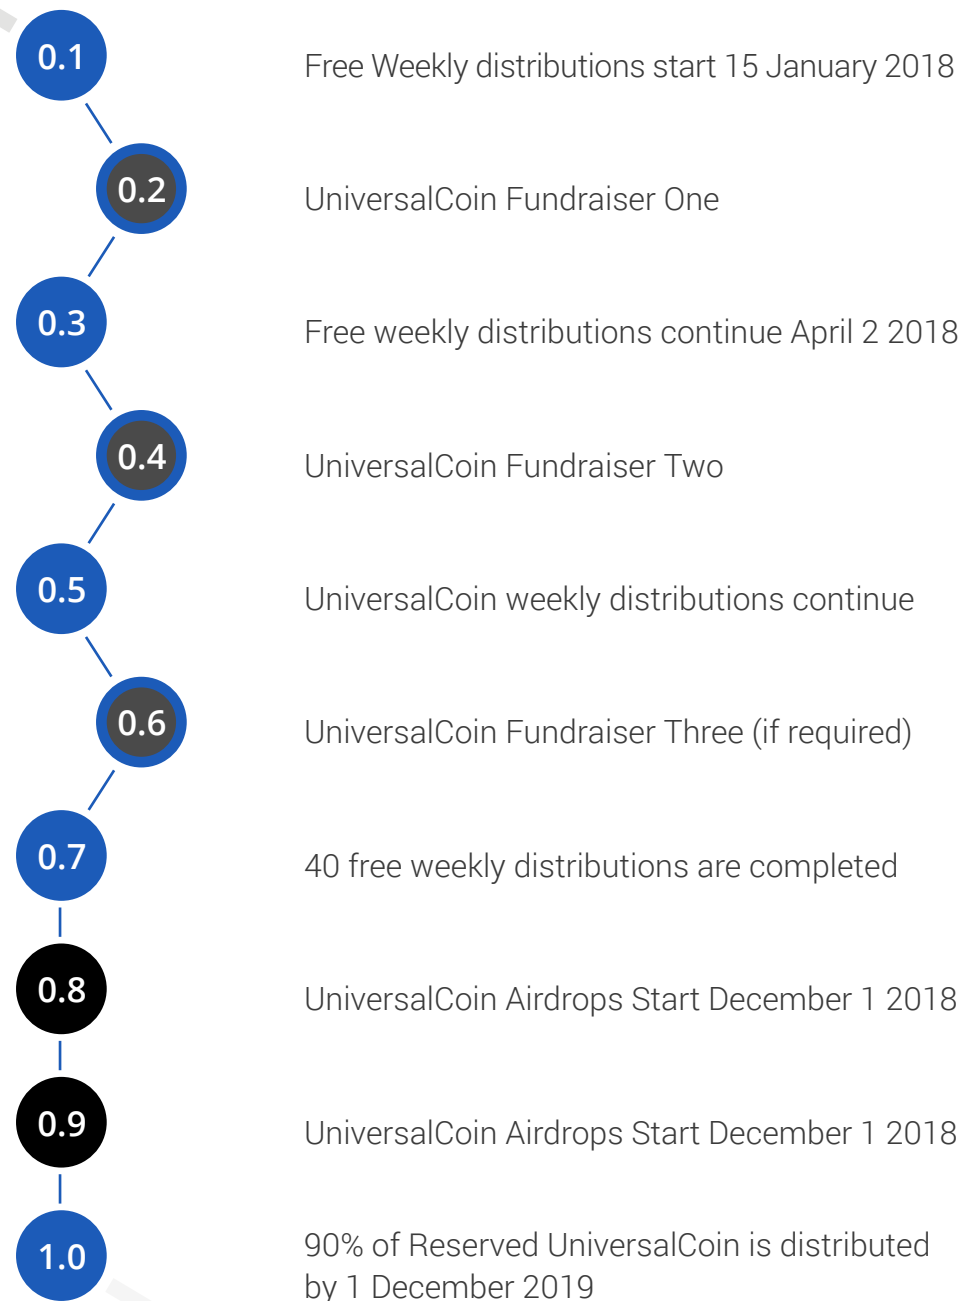 0.1
Free Weekly distributions start 15 January 2018
0.2
UniversalCoin Fundraiser One
0.3
Free weekly distributions continue April 2 2018
0.4
UniversalCoin Fundraiser Two
0.5
UniversalCoin weekly distributions continue
0.6
UniversalCoin Fundraiser Three (if required)
0.7
40 free weekly distributions are completed
0.8
UniversalCoin Airdrops Start December 1 2018
0.9
UniversalCoin Airdrops Start December 1 2018
1.0
90% of Reserved UniversalCoin is distributed
by 1 December 2019